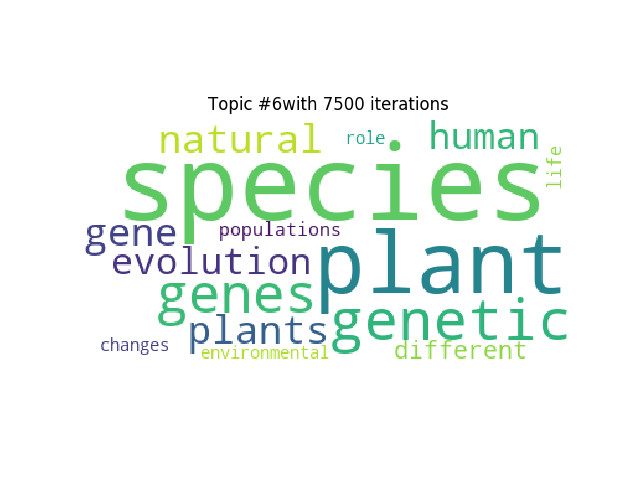 Topic #6with 7500 iterations
natural
role
human
life
species
gene
populations
evolution
plant
genes
genetic
plants
changes
environmental
different